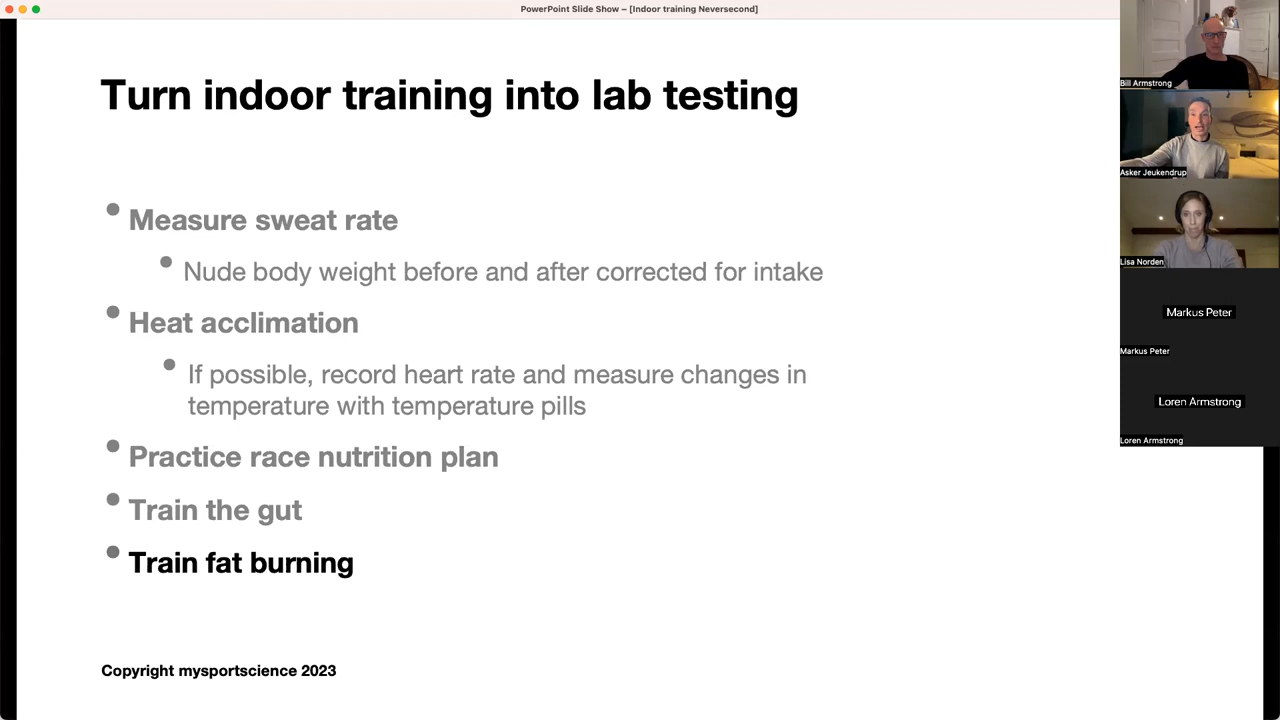 PowerPoint Slide Show – [Indoor training Neversecond]
Turn indoor training into lab testing
Measure sweat rate
Nude body weight before and after corrected for intake
Heat acclimation
If possible, record heart rate and measure changes in
temperature with temperature pills
Practice race nutrition plan
Train the gut
Train fat burning
Copyright mysportscience 2023
Bill Armstrong
Asker Jeukendrup
Lisa Norden
Markus Peter
Markus Peter
Loren Armstrong
Loren Armstrong